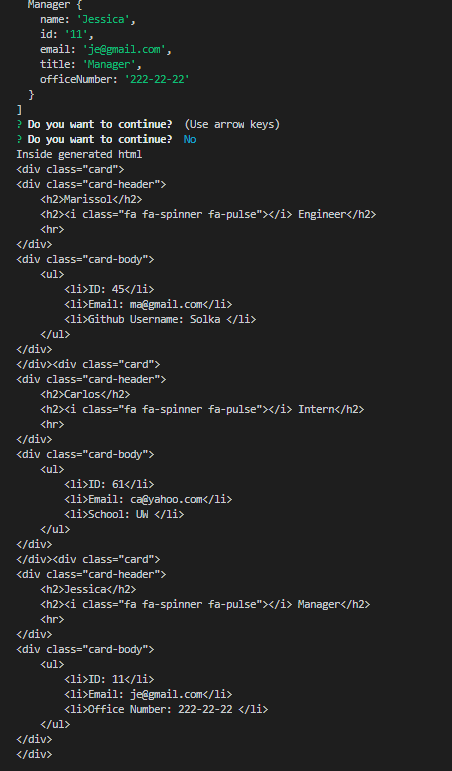 Manager {
name: 'Jessica',
id: '11',
email: 'je@gmail.com',
title: 'Manager',
officeNumber: '222-22-22'
}
]
? Do you want to continue? (Use arrow keys)
? Do you want to continue? No
Inside generated html
<div class="card">
<div class="card-header">
<h2>Marissol</h2>
<h2><i class="fa fa-spinner fa-pulse"></i> Engineer</h2>
<hr>
</div>
<div class="card-body">
<ul>
<li>ID: 45</li>
<li>Email: ma@gmail.com</li>
<li>Github Username: Solka </li>
</ul>
</div>
</div><div class="card">
<div class="card-header">
<h2>Carlos</h2>
<h2><i class="fa fa-spinner fa-pulse"></i> Intern</h2>
<hr>
</div>
<div class="card-body">
<ul>
<li>ID: 61</li>
<li>Email: ca@yahoo.com</li>
<li>School: UW </li>
</ul>
</div>
</div><div class="card">
<div class="card-header">
<h2>Jessica</h2>
<h2><i class="fa fa-spinner fa-pulse"></i> Manager</h2>
<hr>
</div>
<div class="card-body">
<ul>
<li>ID: 11</li>
<li>Email: je@gmail.com</li>
<li>Office Number: 222-22-22 </li>
</ul>
</div>
</div>